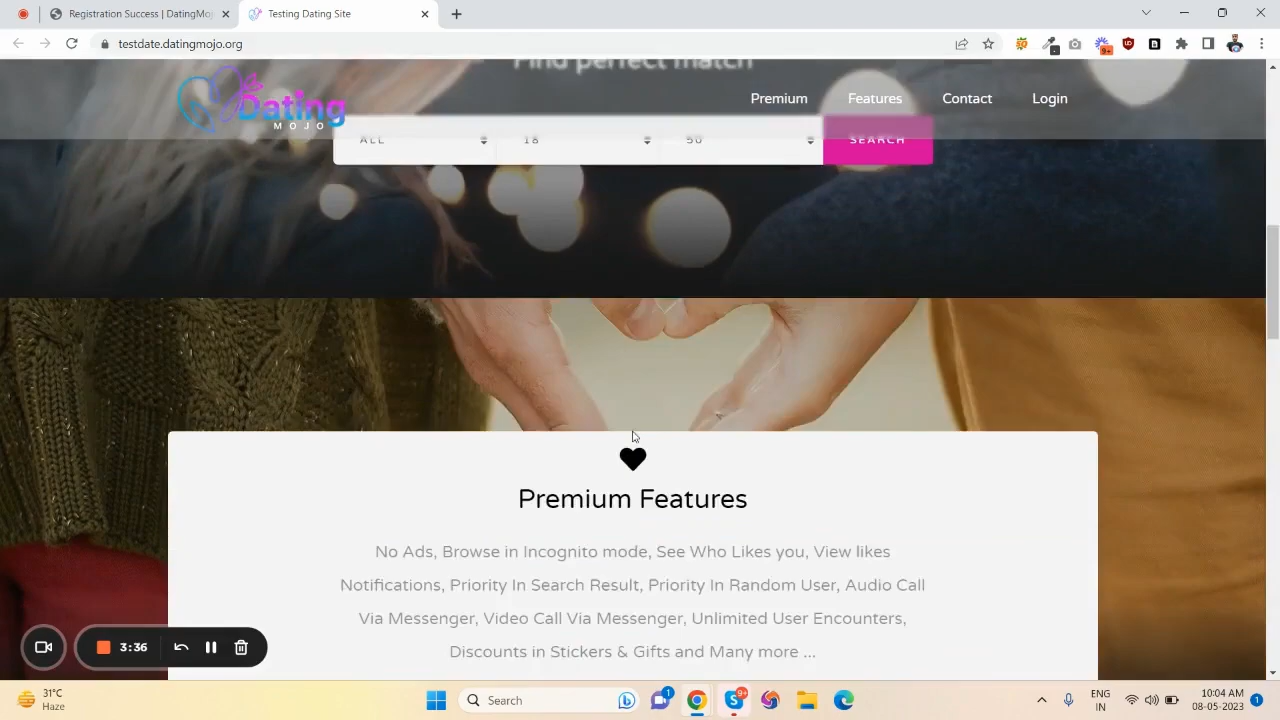 Registration Success | DatingMo
Testing Dating Site
testdate.datingmojo.org
9+
Find perfect match
Dating
MOJO
Premium
Features
Contact
Login
ALL
18
50
SEARCH
Premium Features
No Ads, Browse in Incognito mode, See Who Likes you, View likes
Notifications, Priority In Search Result, Priority In Random User, Audio Call
Via Messenger, Video Call Via Messenger, Unlimited User Encounters,
Discounts in Stickers & Gifts and Many more ...
3:36
31°C
Haze
Search
1
9+
ENG
IN
10:04 AM
08-05-2023
1